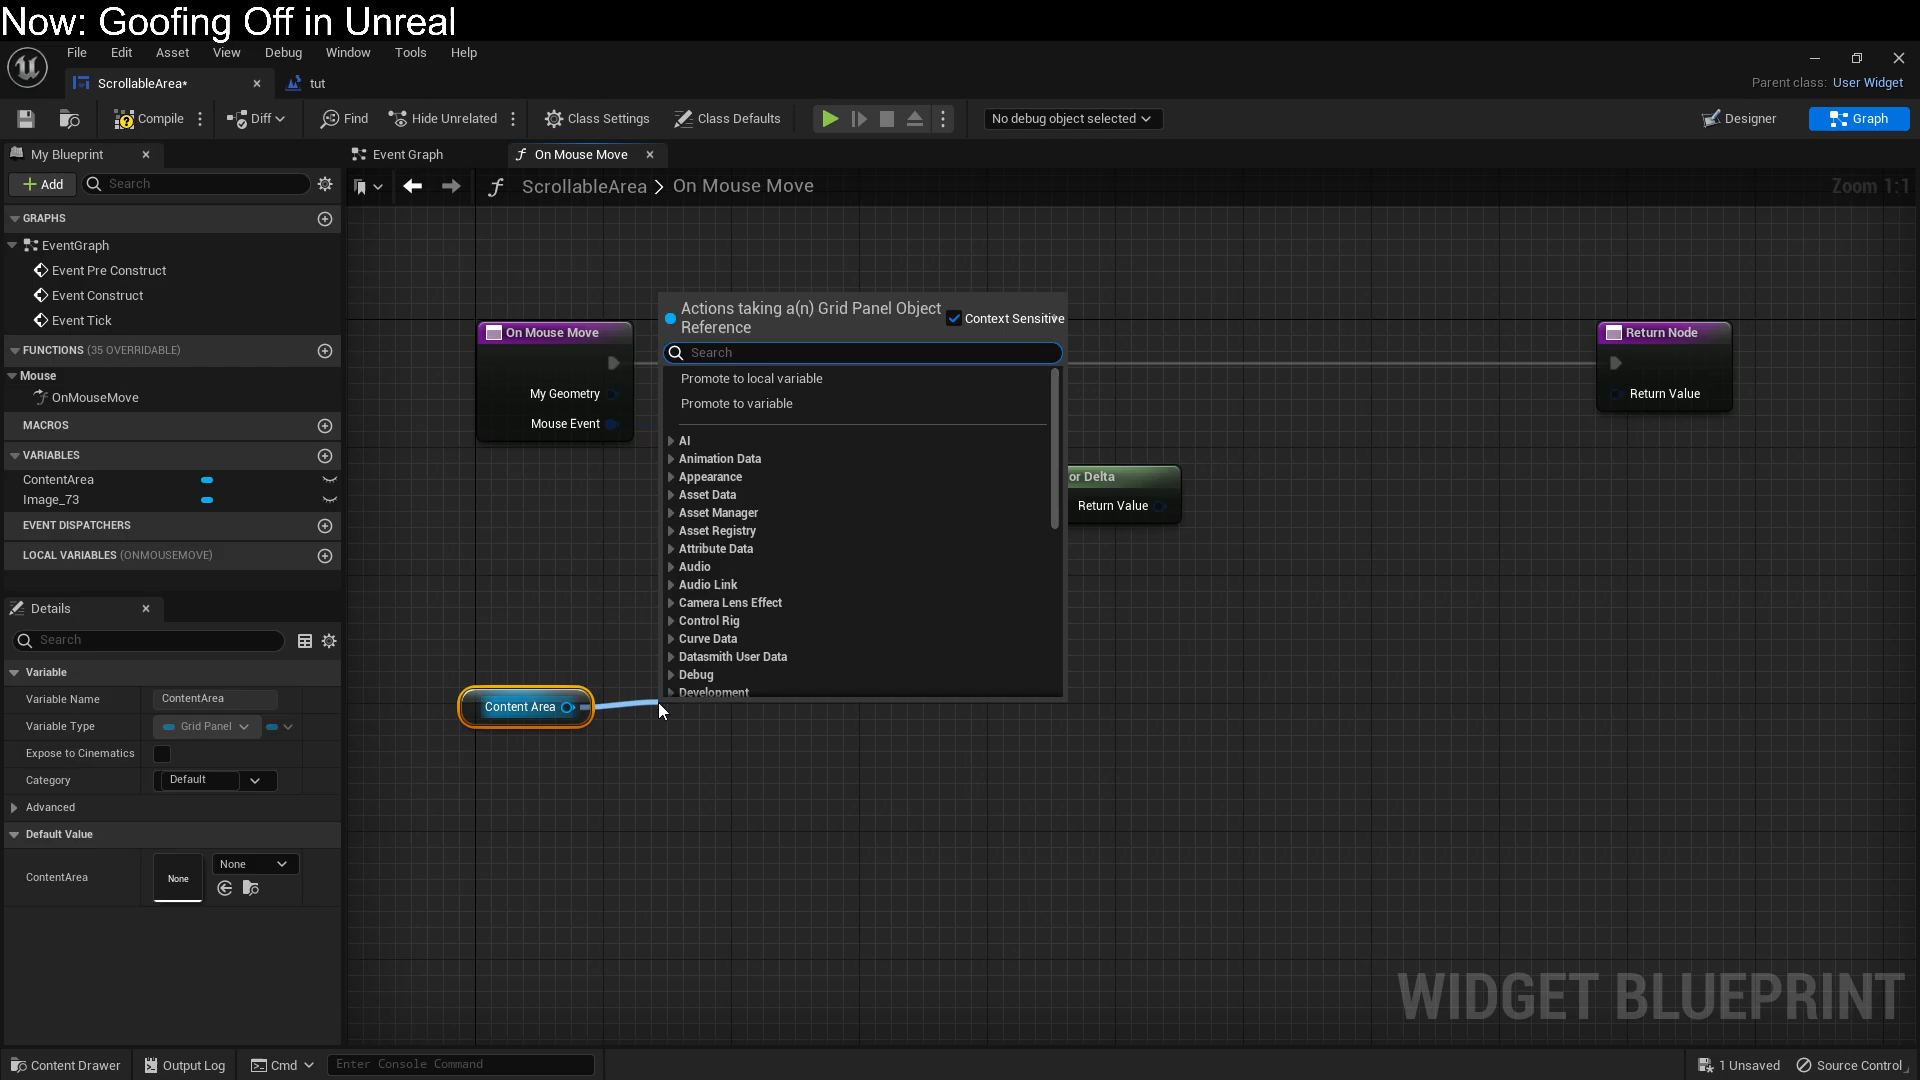 Now: Goofing Off in Unreal
File Edit Asset View Debug Window Tools Help
ScrollableArea* tut
Parent class: User Widget
Compile Diff Find Hide Unrelated Class Settings Class Defaults No debug object selected Designer Graph
My Blueprint Event Graph On Mouse Move
Add Search ScrollableArea > On Mouse Move Zoom 1:1
GRAPHS
EventGraph
Event Pre Construct
Event Construct
Event Tick
FUNCTIONS (35 OVERRIDABLE)
Mouse
OnMouseMove
MACROS
VARIABLES
ContentArea
Image_73
EVENT DISPATCHERS
LOCAL VARIABLES (ONMOUSEMOVE)
Details
Search
Variable
Variable Name ContentArea
Variable Type Grid Panel
Expose to Cinematics
Category Default
Advanced
Default Value
ContentArea None None
On Mouse Move
My Geometry
Mouse Event
Content Area
Actions taking a(n) Grid Panel Object
Reference
Context Sensitive
Search
Promote to local variable
Promote to variable
AI
Animation Data
Appearance
Asset Data
Asset Manager
Asset Registry
Attribute Data
Audio
Audio Link
Camera Lens Effect
Control Rig
Curve Data
Datasmith User Data
Debug
Development
or Delta
Return Value
Return Node
Return Value
WIDGET BLUEPRINT
Content Drawer Output Log Cmd Enter Console Command 1 Unsaved Source Control